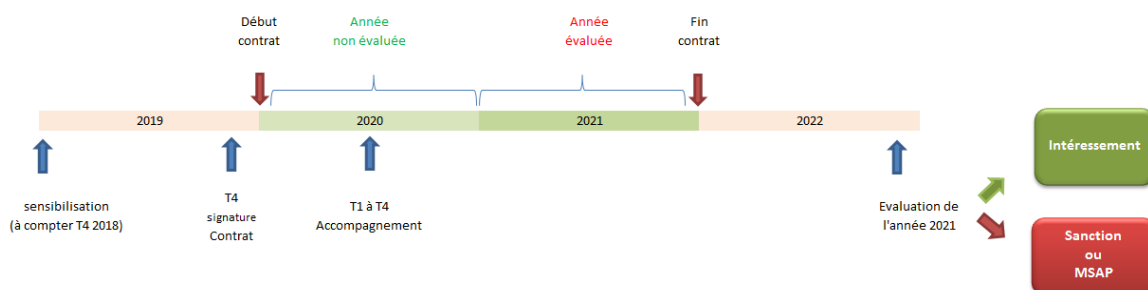 Début
contrat
Année
non évaluée
Année
évaluée
Fin
contrat
2019
2020
2021
2022
sensibilisation
(à compter T4 2018)
T4
signature
Contrat
T1 à T4
Accompagnement
Evaluation de
l'année 2021
Intéressement
Sanction
ou
MSAP